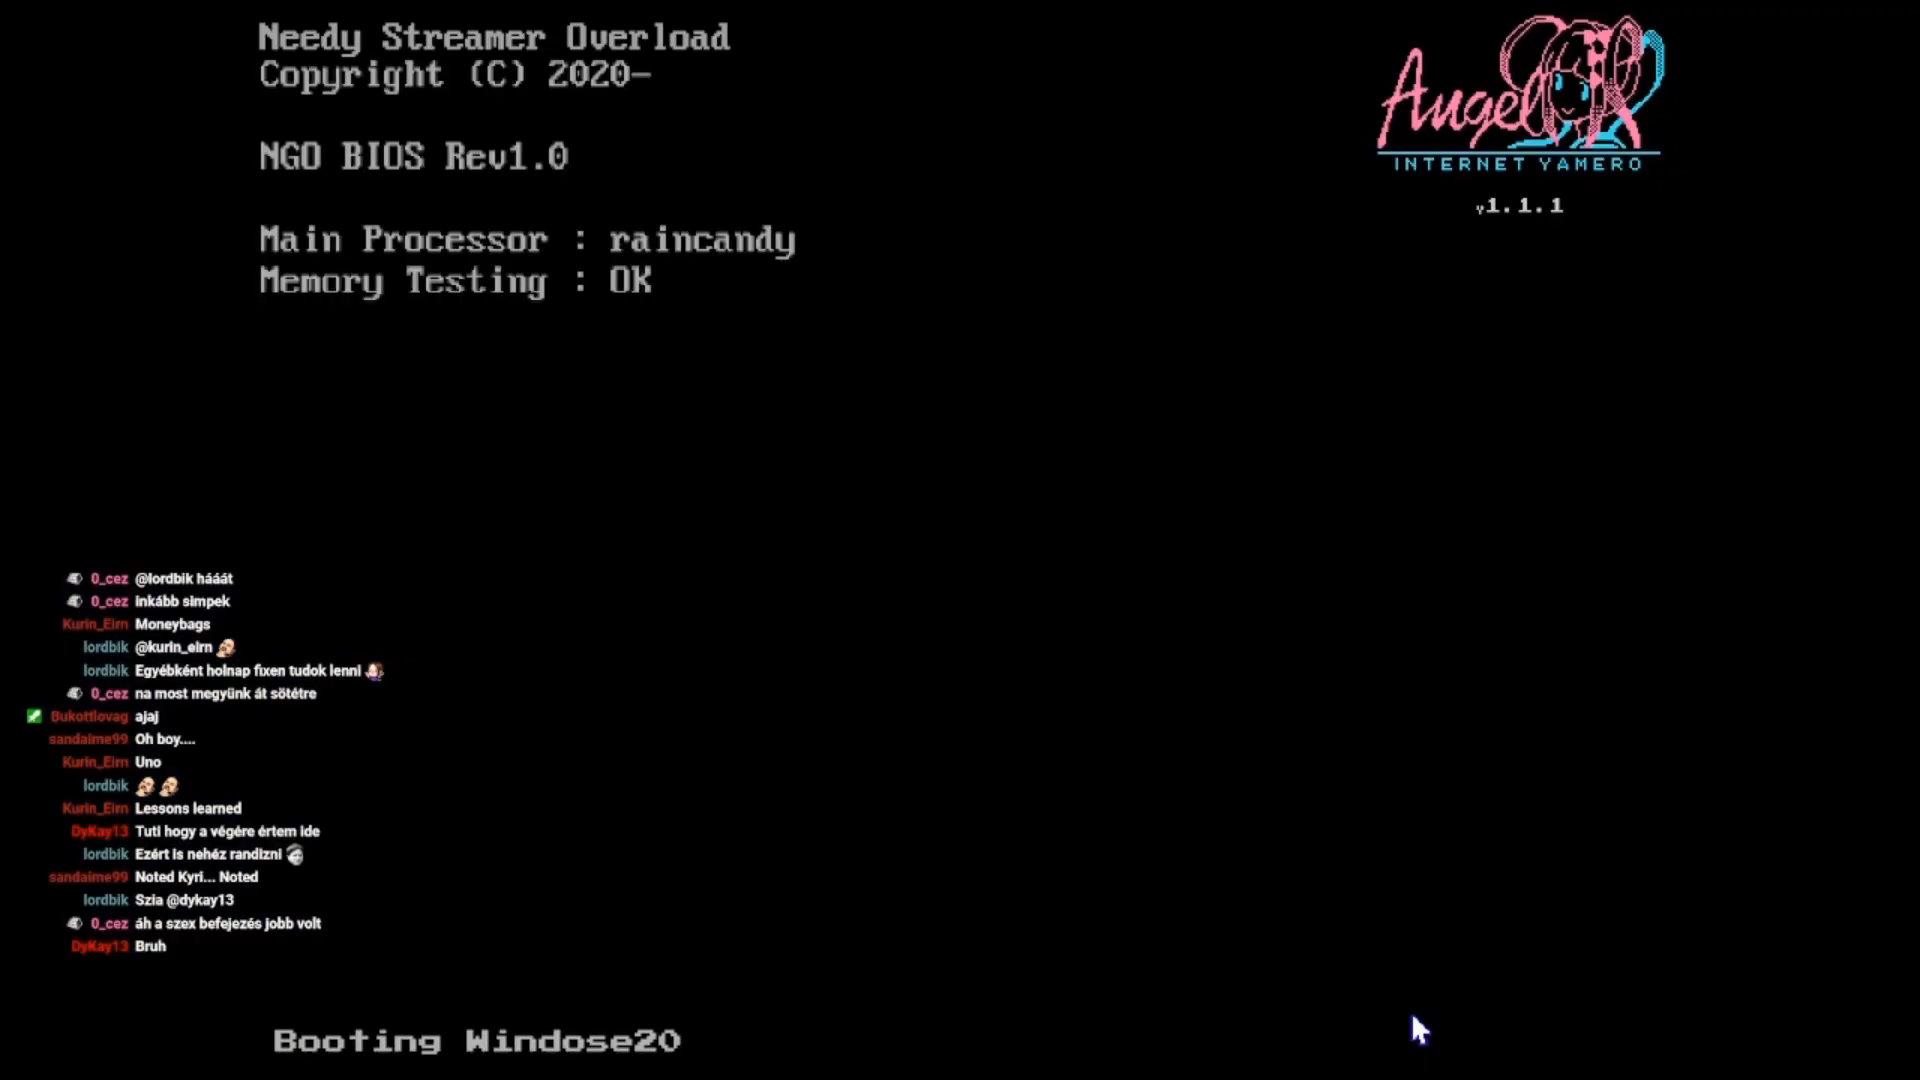 Needy Streamer Overload
Copyright (C) 2020-
NGO BIOS Rev1.0
Main Processor : raincandy
Memory Testing : OK
Angel
INTERNET YAMERO
v1.1.1
0_cez @lordbik hááát
0_cez inkább simpek
Kurin_Eirn Moneybags
lordbik @kurin_eirn
lordbik Egyébként holnap fixen tudok lenni
0_cez na most megyünk át sötétre
Bukottlovag ajaj
sandaime99 Oh boy....
Kurin_Eirn Uno
lordbik
Kurin_Eirn Lessons learned
DyKay13 Tuti hogy a végére értem ide
lordbik Ezért is nehéz randizni
sandaime99 Noted Kyri... Noted
lordbik Szia @dykay13
0_cez áh a szex befejezés jobb volt
DyKay13 Bruh
Booting Windose20